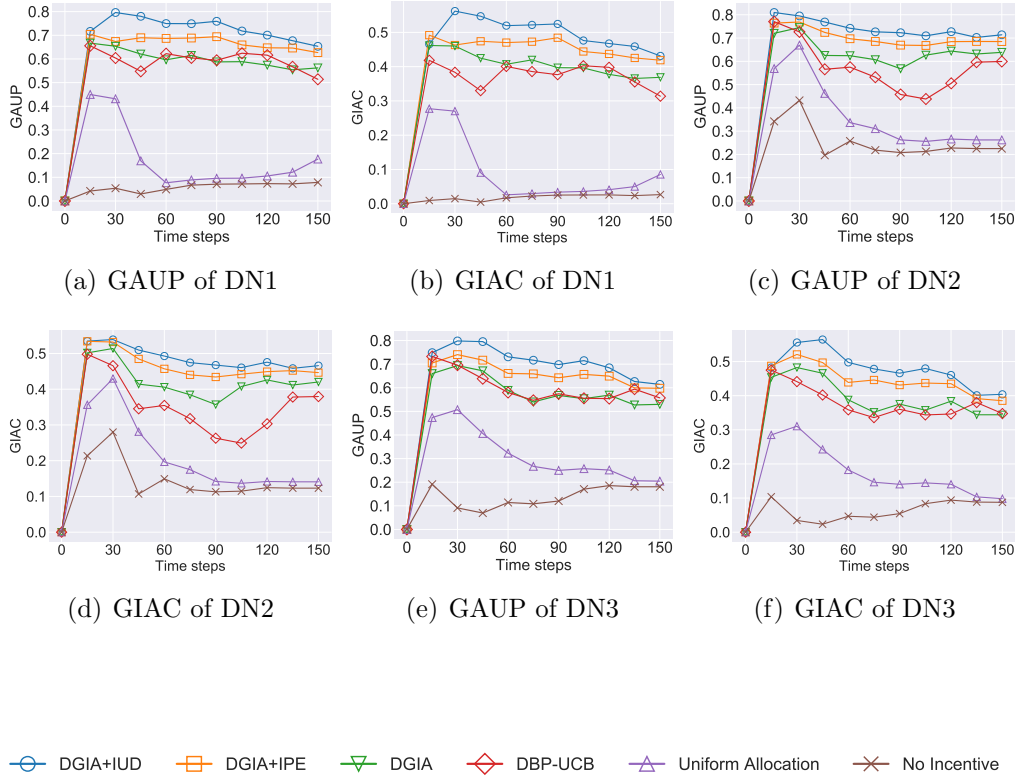 0.8
0.7
0.6
0.5
0.4
0.3
0.2
0.1
0.0
GAUP
0 30 60 90 120 150
Time steps
(a) GAUP of DN1
0.5
0.4
0.3
0.2
0.1
0.0
GIAC
0 30 60 90 120 150
Time steps
(b) GIAC of DN1
0.8
0.7
0.6
0.5
0.4
0.3
0.2
0.1
0.0
GAUP
0 30 60 90 120 150
Time steps
(c) GAUP of DN2
0.5
0.4
0.3
0.2
0.1
0.0
GIAC
0 30 60 90 120 150
Time steps
(d) GIAC of DN2
0.8
0.7
0.6
0.5
0.4
0.3
0.2
0.1
0.0
GAUP
0 30 60 90 120 150
Time steps
(e) GAUP of DN3
0.5
0.4
0.3
0.2
0.1
0.0
GIAC
0 30 60 90 120 150
Time steps
(f) GIAC of DN3
DGIA+IUD DGIA+IPE DGIA DBP-UCB Uniform Allocation No Incentive